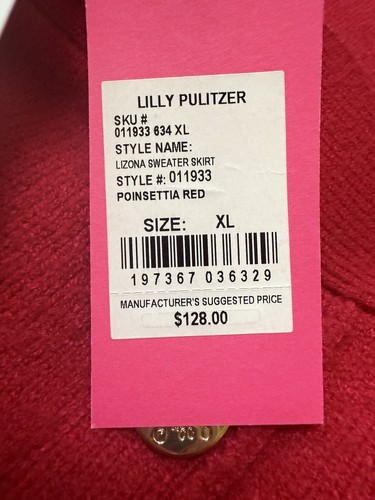 LILLY PULITZER
SKU #
011933 634 XL
STYLE NAME:
LIZONA SWEATER SKIRT
STYLE #: 011933
POINSETTIA RED
SIZE: XL
197367 036329
MANUFACTURER'S SUGGESTED PRICE
$128.00